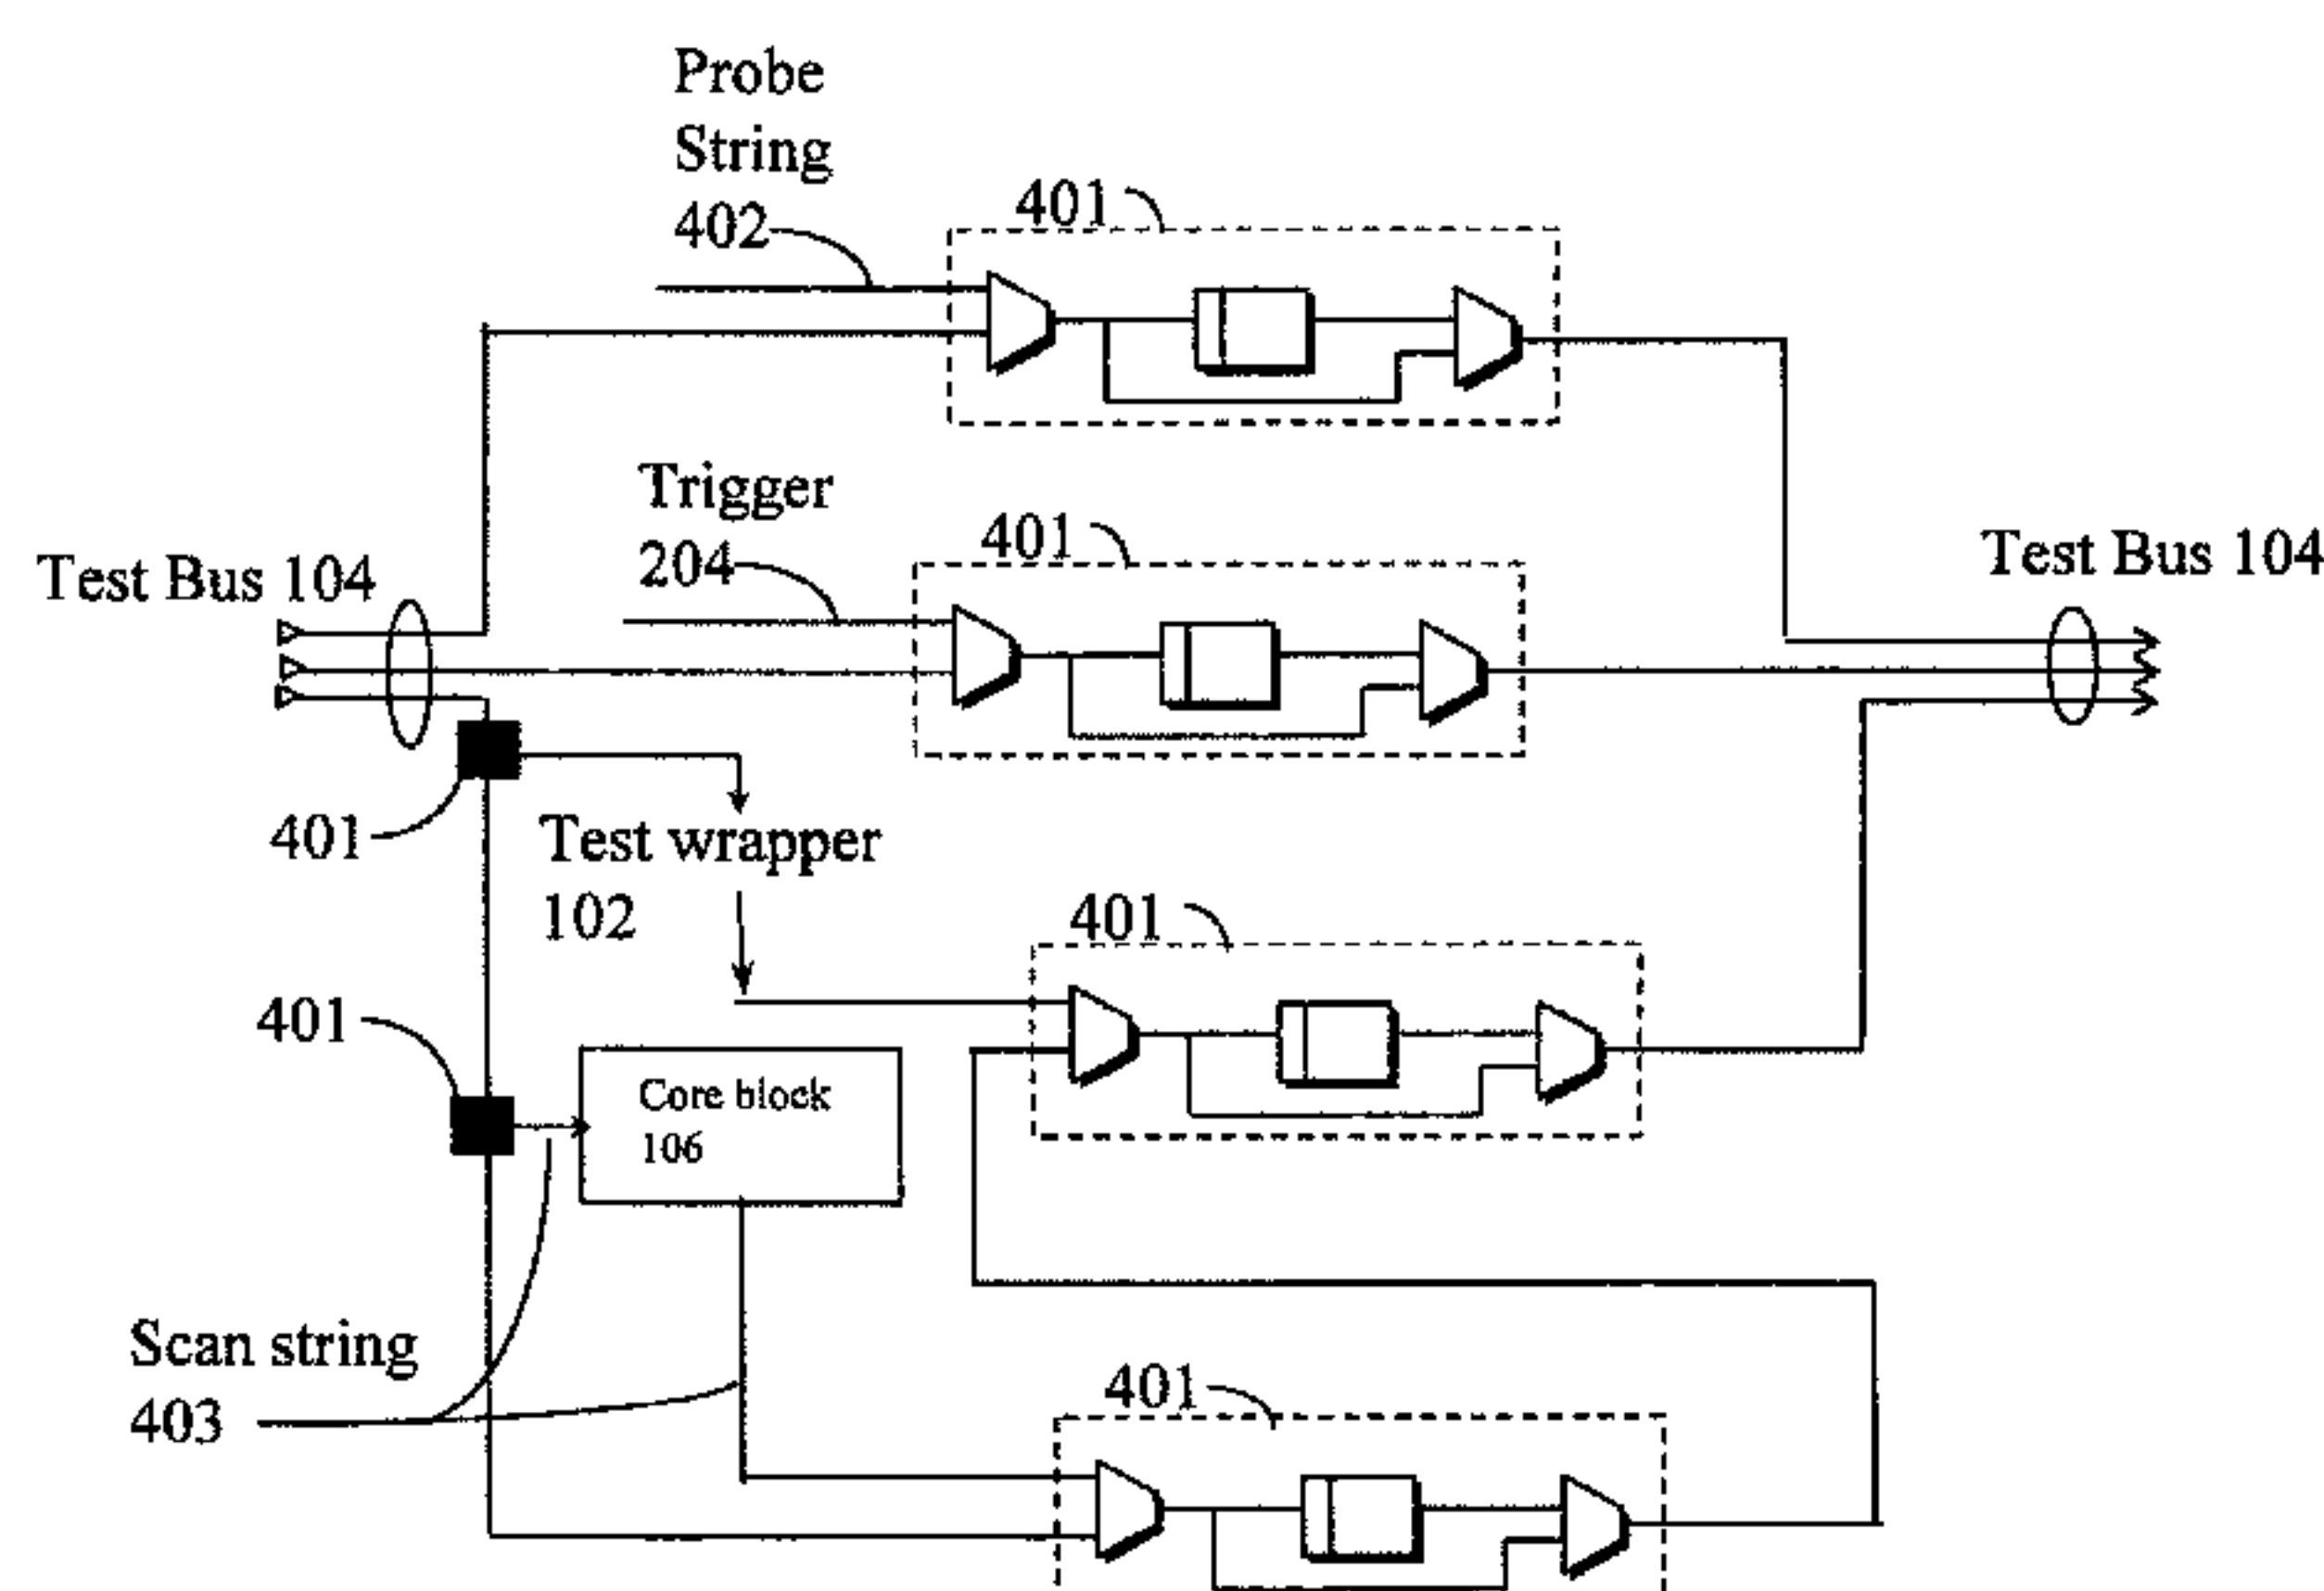 Probe
String
402
401
Trigger
204
401
Test Bus 104
Test Bus 104
401
Test wrapper
102
401
401
Core block
106
Scan string
403
401